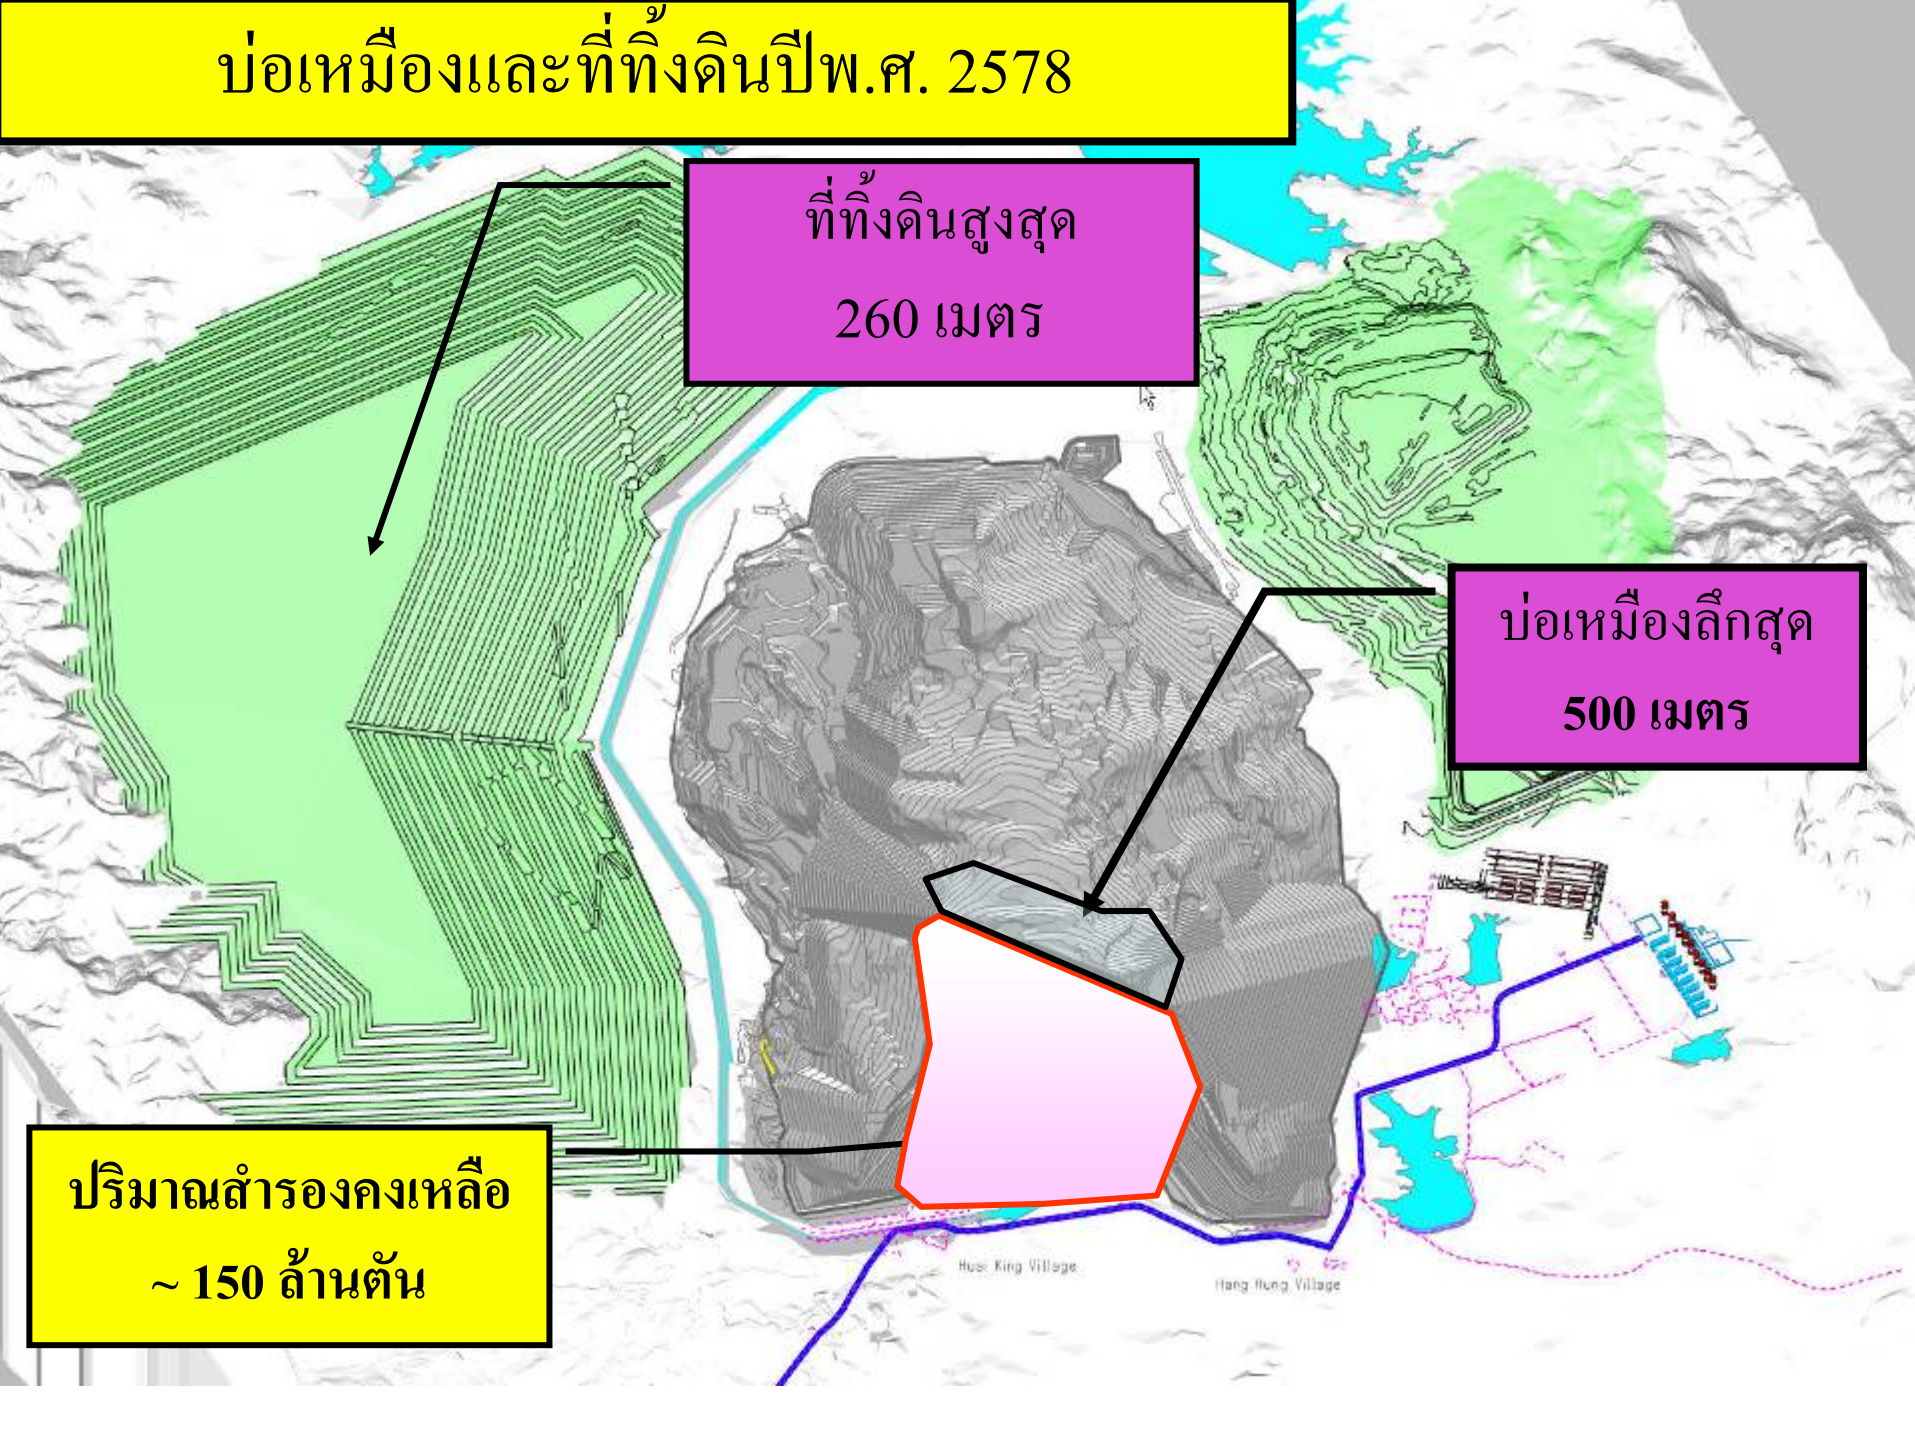 บ่อเหมืองและที่ทิ้งดินปีพ.ศ. 2578
ที่ทิ้งดินสูงสุด
260 เมตร
บ่อเหมืองลึกสุด
500 เมตร
ปริมาณสำรองคงเหลือ
~ 150 ล้านตัน
Huai King Village
Hang Hung Village